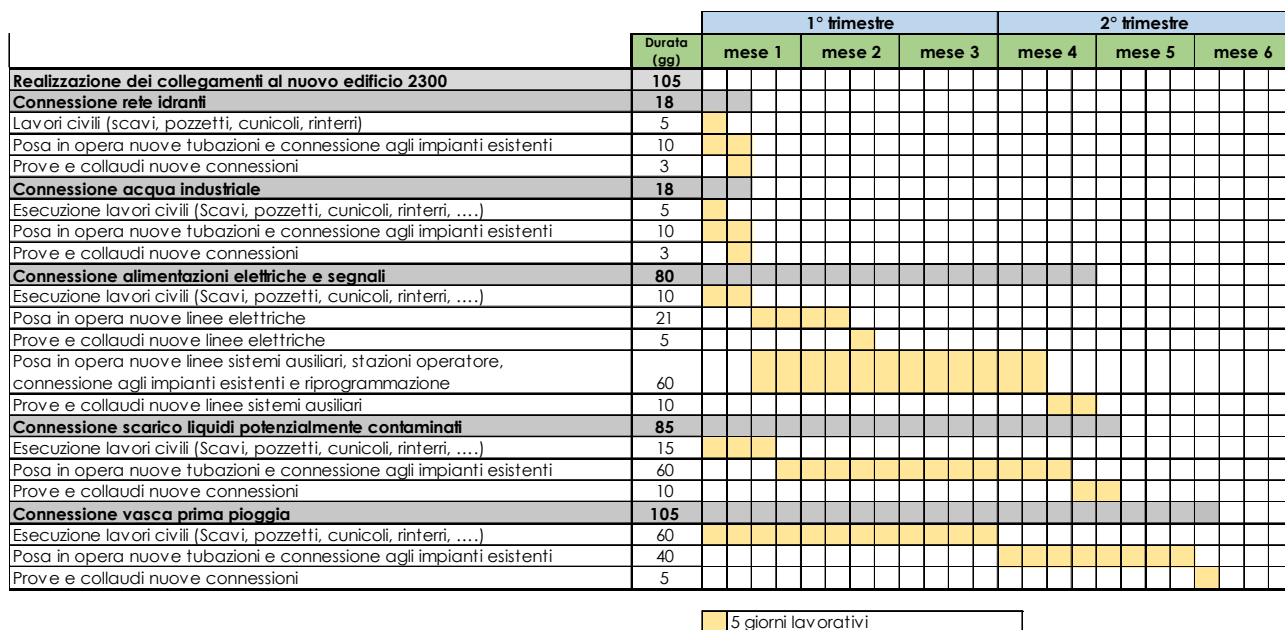 1° trimestre 2° trimestre
Durata (gg) mese 1 mese 2 mese 3 mese 4 mese 5 mese 6
Realizzazione dei collegamenti al nuovo edificio 2300 105
Connessione rete idranti 18
Lavori civili (scavi, pozzetti, cunicoli, rinterri) 5
Posa in opera nuove tubazioni e connessione agli impianti esistenti 10
Prove e collaudi nuove connessioni 3
Connessione acqua industriale 18
Esecuzione lavori civili (Scavi, pozzetti, cunicoli, rinterri, ....) 5
Posa in opera nuove tubazioni e connessione agli impianti esistenti 10
Prove e collaudi nuove connessioni 3
Connessione alimentazioni elettriche e segnali 80
Esecuzione lavori civili (Scavi, pozzetti, cunicoli, rinterri, ....) 10
Posa in opera nuove linee elettriche 21
Prove e collaudi nuove linee elettriche 5
Posa in opera nuove linee sistemi ausiliari, stazioni operatore,
connessione agli impianti esistenti e riprogrammazione 60
Prove e collaudi nuove linee sistemi ausiliari 10
Connessione scarico liquidi potenzialmente contaminati 85
Esecuzione lavori civili (Scavi, pozzetti, cunicoli, rinterri, ....) 15
Posa in opera nuove tubazioni e connessione agli impianti esistenti 60
Prove e collaudi nuove connessioni 10
Connessione vasca prima pioggia 105
Esecuzione lavori civili (Scavi, pozzetti, cunicoli, rinterri, ....) 60
Posa in opera nuove tubazioni e connessione agli impianti esistenti 40
Prove e collaudi nuove connessioni 5
5 giorni lavorativi